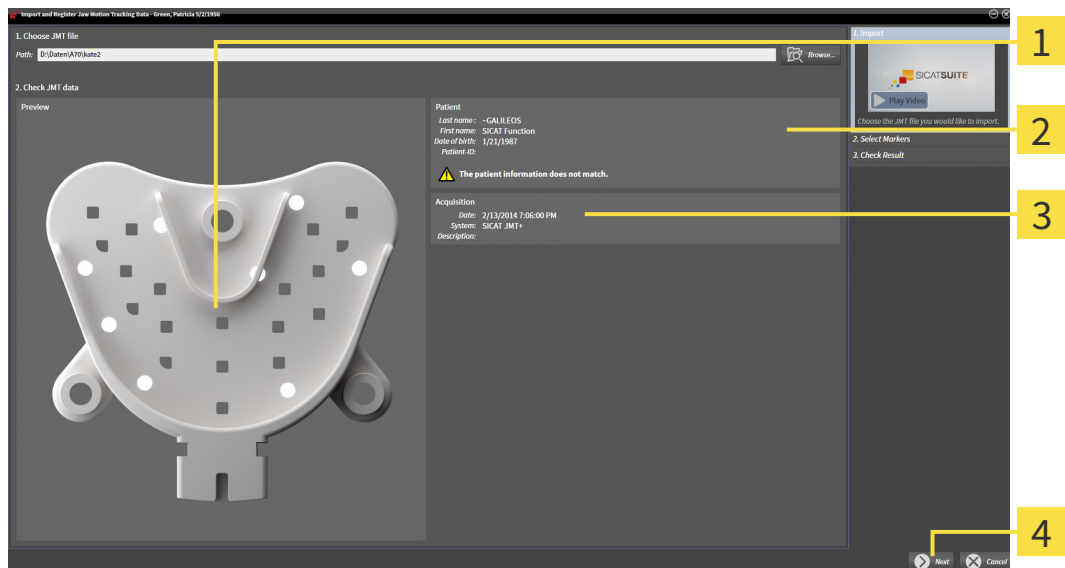 Import and Register Jaw Motion Tracking Data - Green, Patricia 5/2/1956
1. Choose JMT file
Path: D:\Daten\A70\kate2
Browse...
2. Check JMT data
Preview
Patient
Last name: ~GALILEOS
First name: SICAT Function
Date of birth: 1/21/1987
Patient-ID:
The patient information does not match.
Acquisition
Date: 2/13/2014 7:06:00 PM
System: SICAT JMT+
Description:
1. Import
SICATSUITE
Play Video
Choose the JMT file you would like to import.
2. Select Markers
3. Check Result
Next
Cancel
1
2
3
4